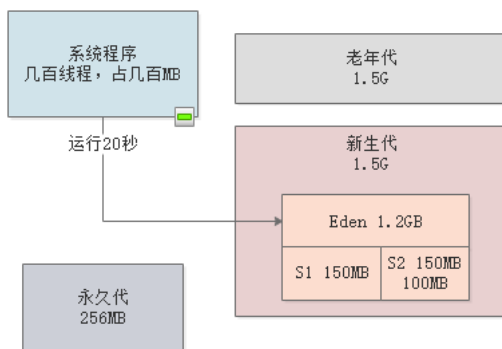 系统程序
几百线程，占几百MB
老年代
1.5G
运行20秒
新生代
1.5G
Eden 1.2GB
S1 150MB
S2 150MB
100MB
永久代
256MB